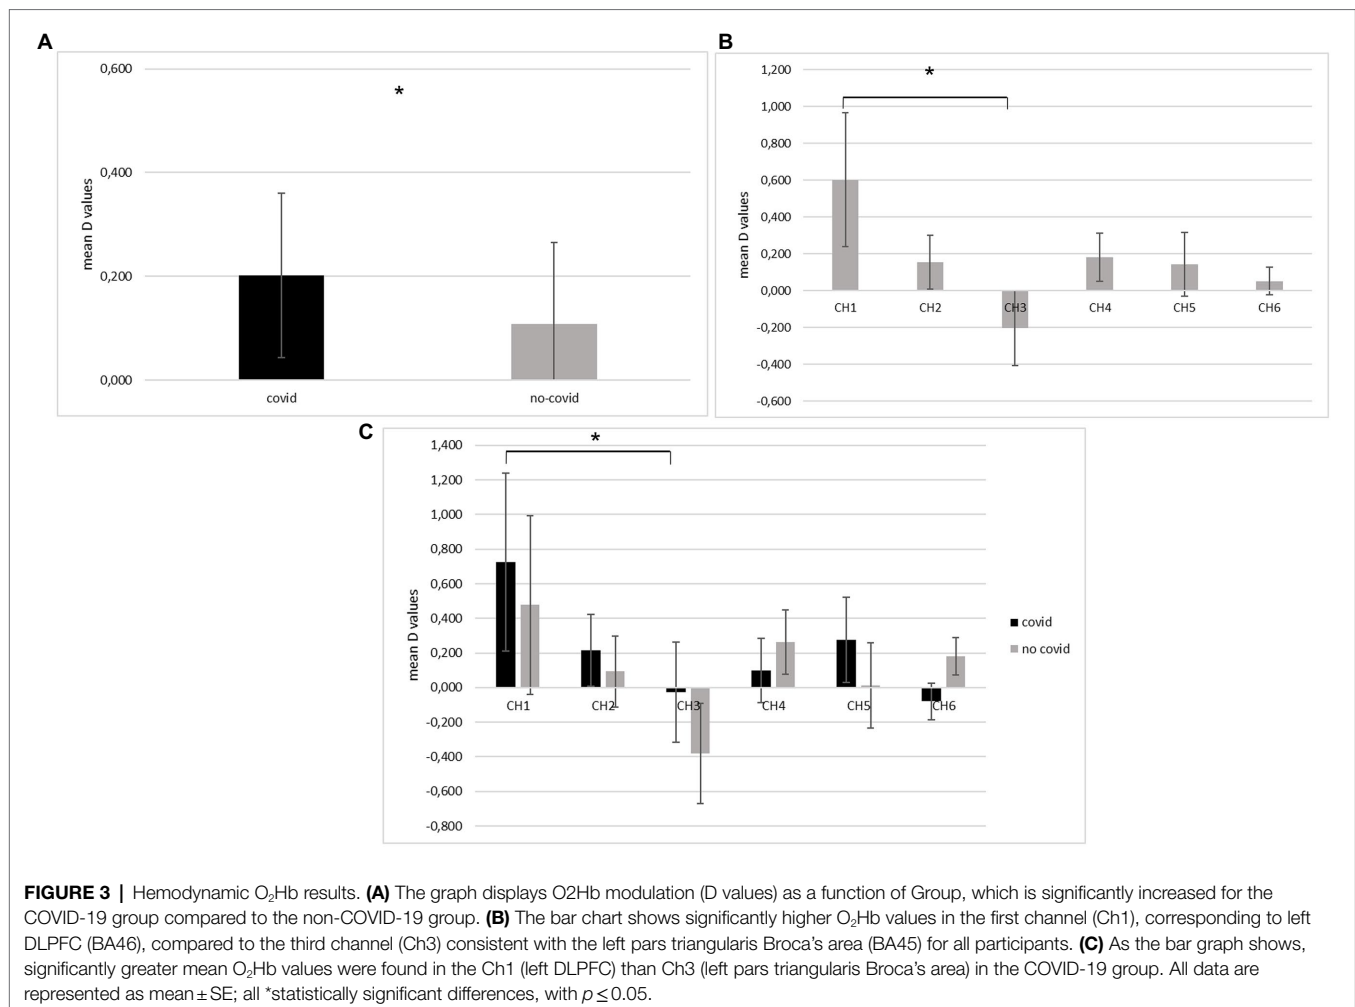 A
0,600
*
0,400
mean D values
0,200
0,000
covid
no-covid
B
1,200
*
1,000
0,800
0,600
0,400
mean D values
0,200
0,000
CH1 CH2 CH3 CH4 CH5 CH6
-0,200
-0,400
-0,600
C
1,400
*
1,200
1,000
0,800
0,600
0,400
mean D values
0,200
0,000
CH1 CH2 CH3 CH4 CH5 CH6
-0,200
-0,400
-0,600
-0,800
covid
no covid
FIGURE 3 | Hemodynamic O₂Hb results. (A) The graph displays O2Hb modulation (D values) as a function of Group, which is significantly increased for the
COVID-19 group compared to the non-COVID-19 group. (B) The bar chart shows significantly higher O₂Hb values in the first channel (Ch1), corresponding to left
DLPFC (BA46), compared to the third channel (Ch3) consistent with the left pars triangularis Broca's area (BA45) for all participants. (C) As the bar graph shows,
significantly greater mean O₂Hb values were found in the Ch1 (left DLPFC) than Ch3 (left pars triangularis Broca's area) in the COVID-19 group. All data are
represented as mean ± SE; all *statistically significant differences, with p ≤ 0.05.